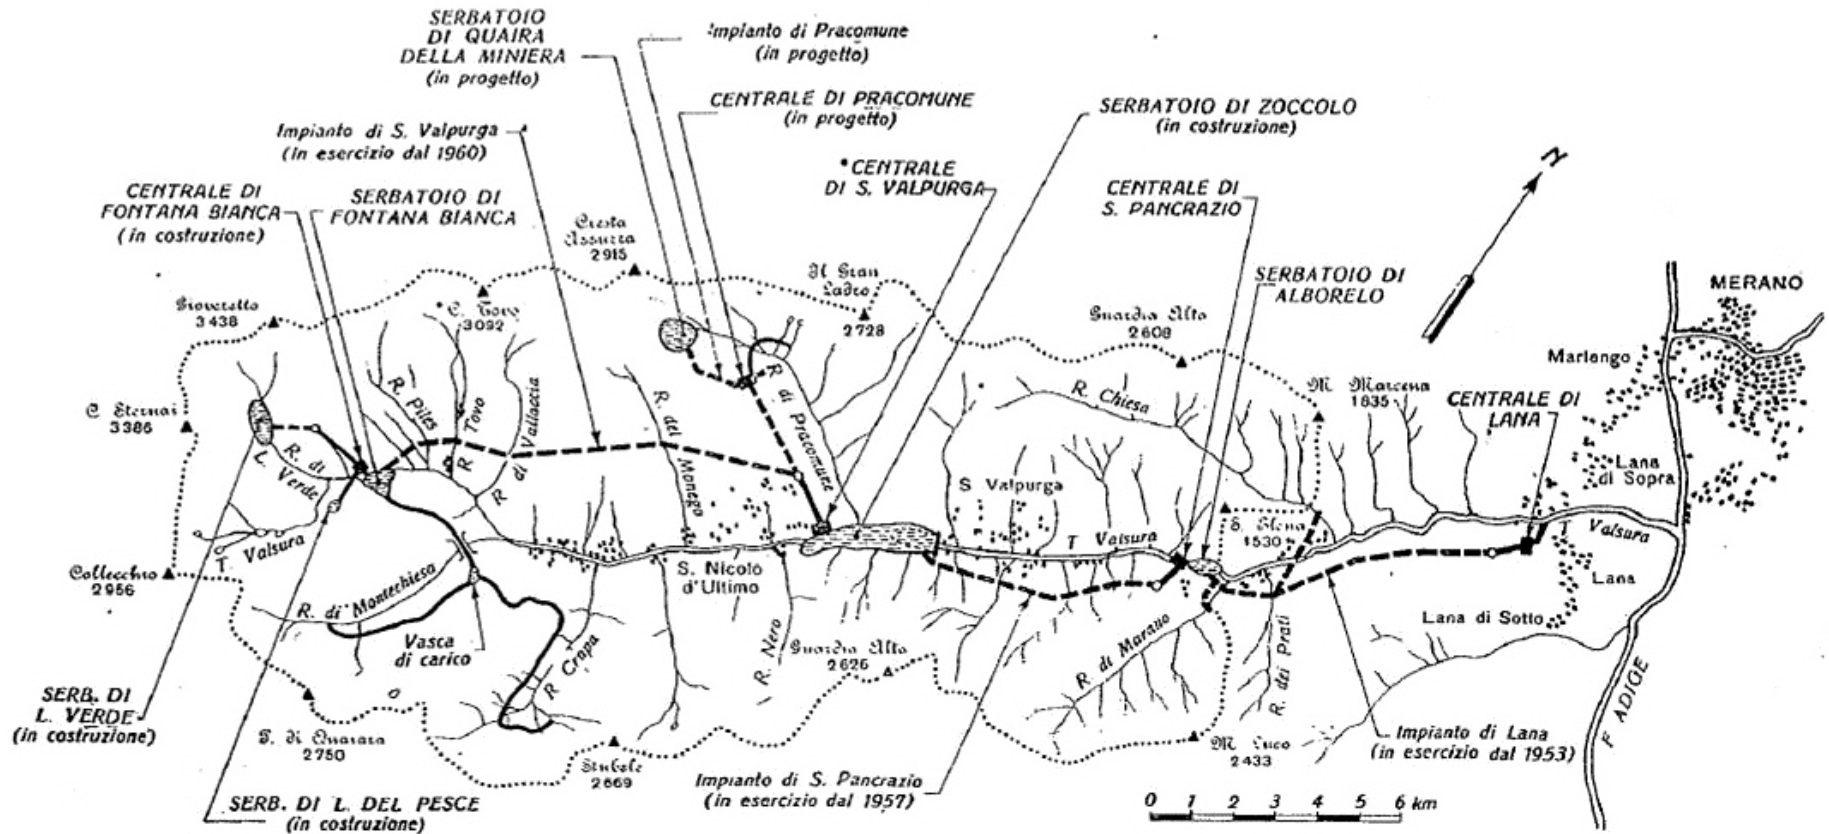 SERBATOIO
DI QUAIRA
DELLA MINIERA
(in progetto)
Impianto di Pracomune
(in progetto)
CENTRALE DI PRACOMUNE
(in progetto)
SERBATOIO DI ZOCCOLO
(in costruzione)
Impianto di S. Valpurga
(in esercizio dal 1960)
CENTRALE
DI S. VALPURGA
CENTRALE DI
S. PANCRAZIO
CENTRALE DI
FONTANA BIANCA
(in costruzione)
SERBATOIO DI
FONTANA BIANCA
N
SERBATOIO DI
ALBORELO
Cresta
Assurra
2915
Il Gran
Ladro
2728
Gioveretto
3438
C. Tovo
3092
Guardia Alta
2608
MERANO
Marlengo
M. Marcena
1835
CENTRALE DI
LANA
C. Sternai
3386
R. Piles
R. Tovo
R. di Vallaccia
R. del Monego
R. di Pracomune
R. Chiesa
Lana
di Sopra
R. di L. Verde
S. Valpurga
T. Valsura
T. Valsura
S. Elena
1530
Valsura
Collecchio
2956
S. Nicolò
d'Ultimo
Lana
R. di Montechiesa
Lana di Sotto
Vasca
di carico
R. Crapa
R. Nero
Guardia Alta
2626
R. di Marano
R. dei Prati
SERB. DI
L. VERDE
(in costruzione)
G. di Quarara
2750
Stubele
2669
M. Luco
2433
Impianto di Lana
(in esercizio dal 1953)
F. ADIGE
Impianto di S. Pancrazio
(in esercizio dal 1957)
SERB. DI L. DEL PESCE
(in costruzione)
0 1 2 3 4 5 6 km